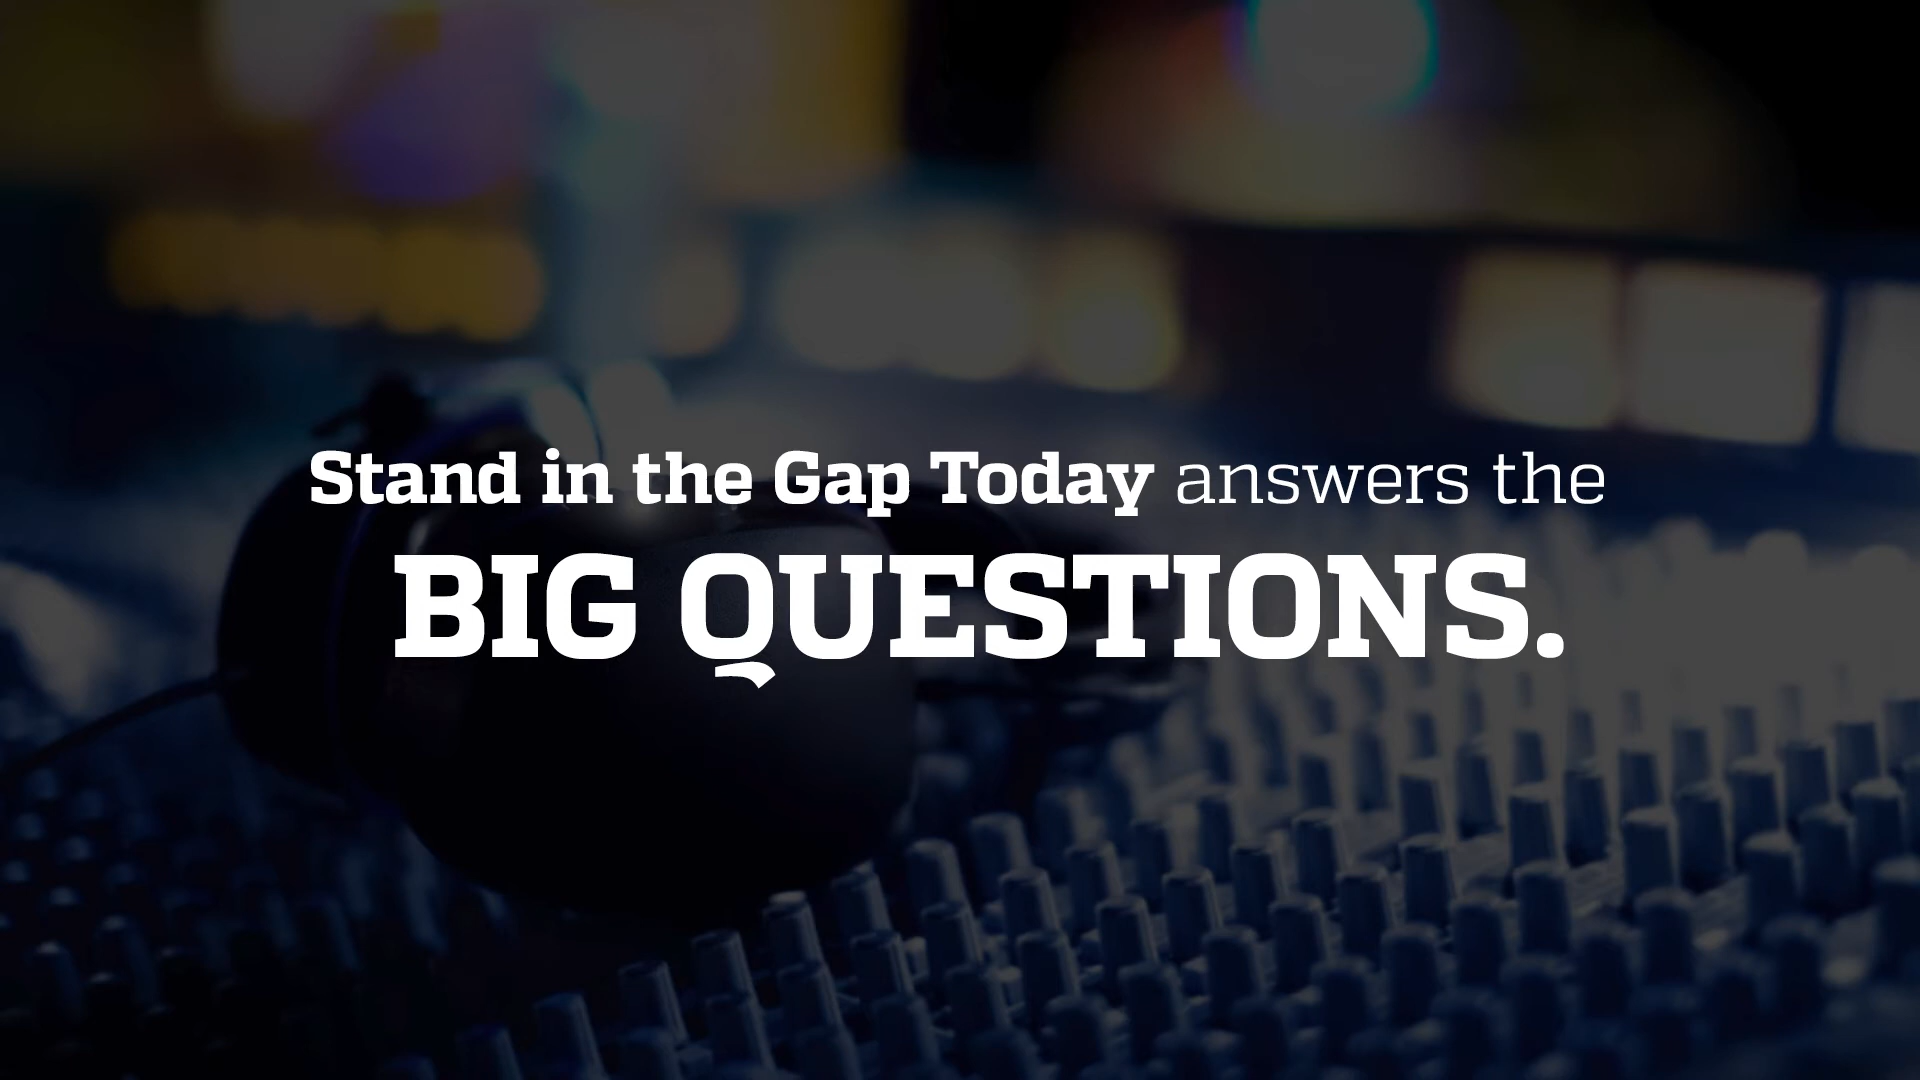 Stand in the Gap Today answers the
BIG QUESTIONS.